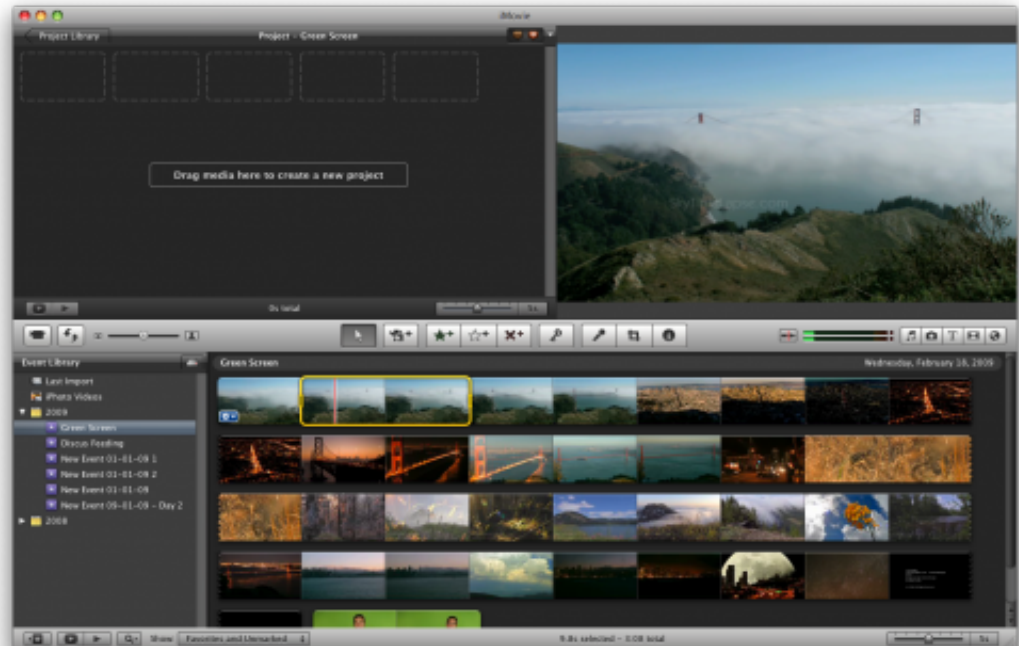 iMovie
Project Library
Project - Green Screen
Drag media here to create a new project
0s total
5s
Event Library
Green Screen
Wednesday, February 18, 2009
Last Import
iPhoto Videos
2009
Green Screen
Discus Feeding
New Event 01-01-09 1
New Event 01-01-09 2
New Event 01-01-09
New Event 09-01-09 - Day 2
2008
Show
Favorites and Unmarked
9.8s selected - 3:08 total
5s